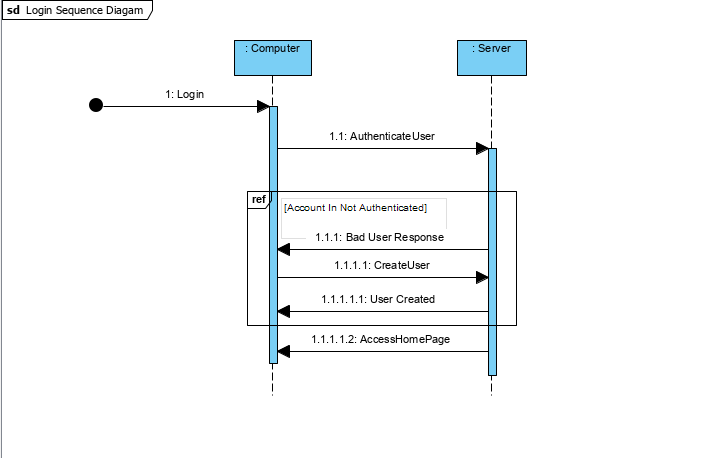 sd Login Sequence Diagam
: Computer
: Server
1: Login
1.1: AuthenticateUser
ref
[Account In Not Authenticated]
1.1.1: Bad User Response
1.1.1.1: CreateUser
1.1.1.1.1: User Created
1.1.1.1.2: AccessHomePage